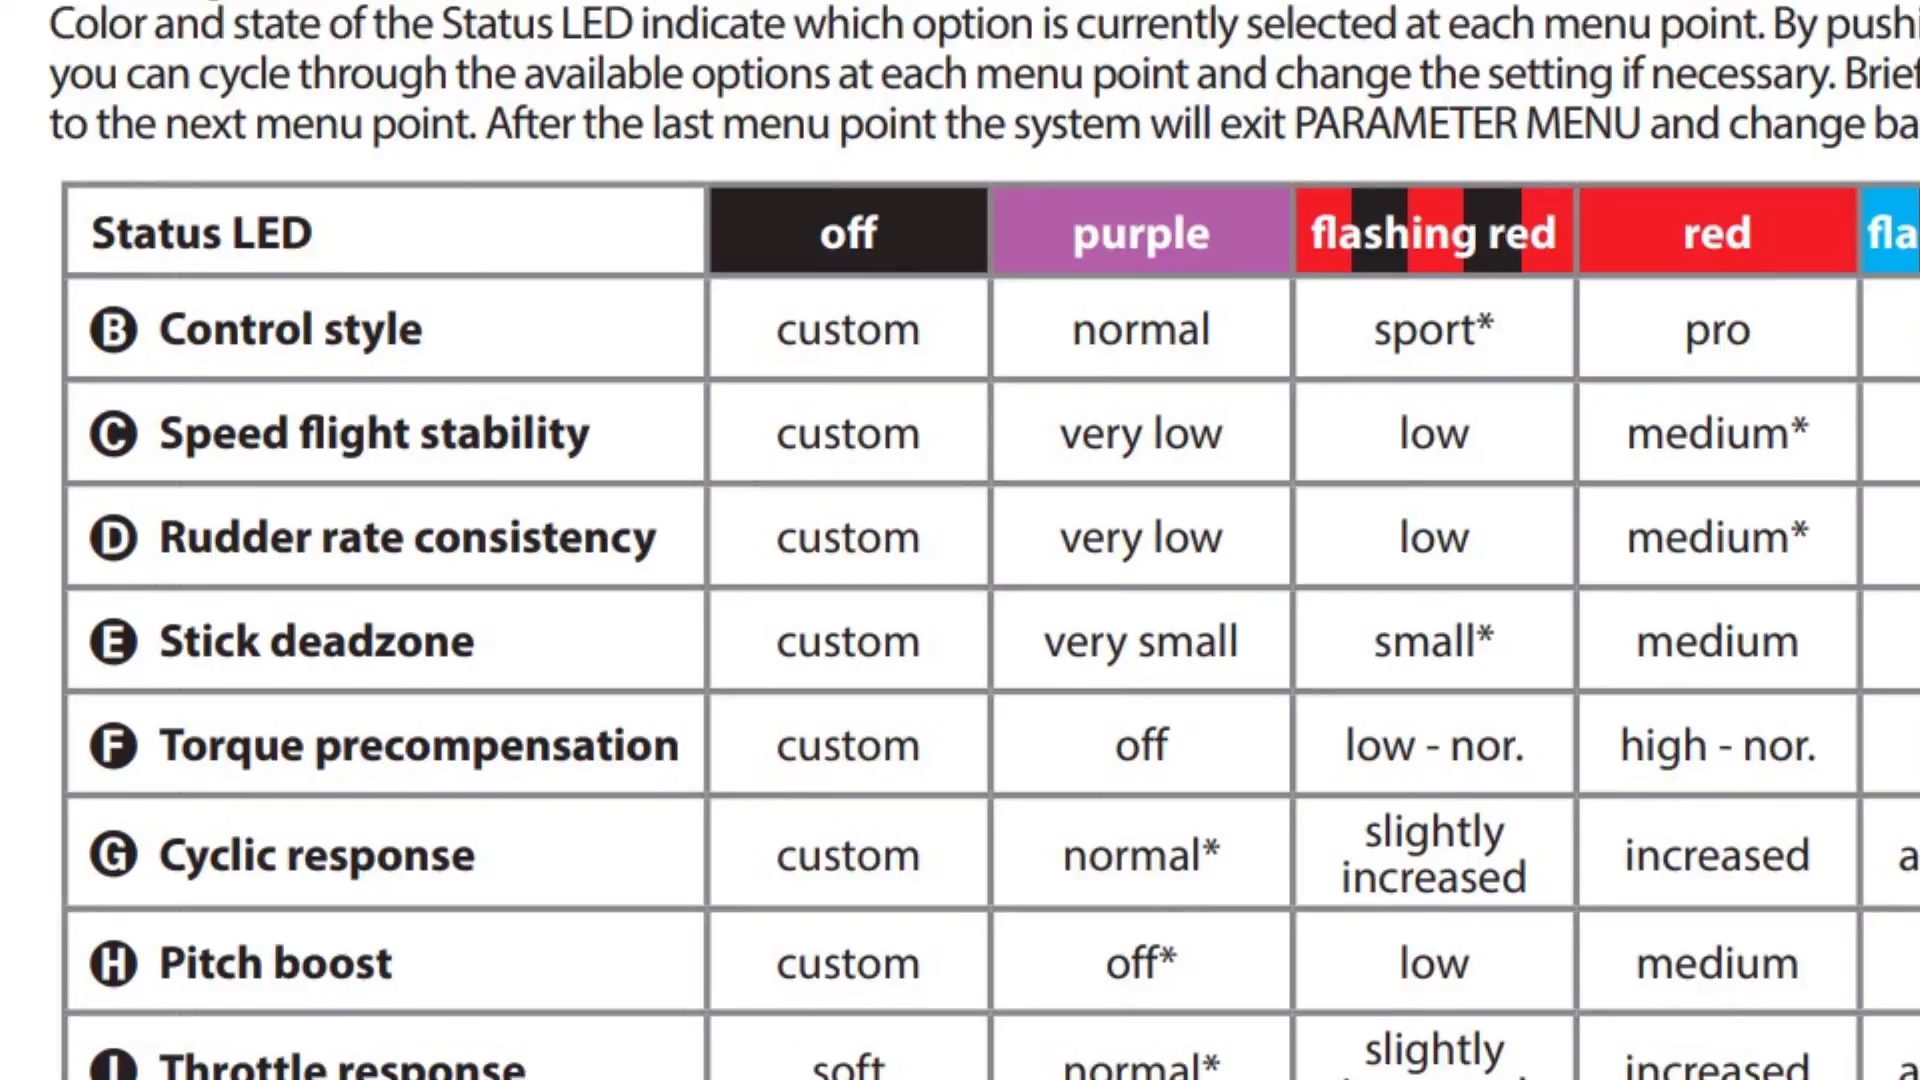 Color and state of the Status LED indicate which option is currently selected at each menu point. By pushi
you can cycle through the available options at each menu point and change the setting if necessary. Brief
to the next menu point. After the last menu point the system will exit PARAMETER MENU and change ba
Status LED off purple flashing red red fla
B Control style custom normal sport* pro
C Speed flight stability custom very low low medium*
D Rudder rate consistency custom very low low medium*
E Stick deadzone custom very small small* medium
F Torque precompensation custom off low - nor. high - nor.
G Cyclic response custom normal* slightly increased increased a
H Pitch boost custom off* low medium
I Throttle response soft normal* slightly increased a